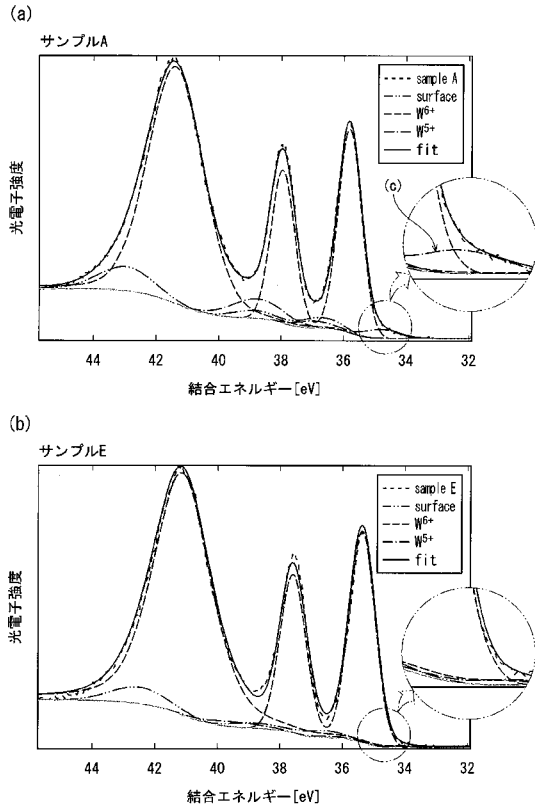 (a)
サンプルA
sample A
surface
W⁶⁺
W⁵⁺
fit
(c)
光電子強度
44 42 40 38 36 34 32
結合エネルギー[eV]
(b)
サンプルE
sample E
surface
W⁶⁺
W⁵⁺
fit
光電子強度
44 42 40 38 36 34 32
結合エネルギー[eV]